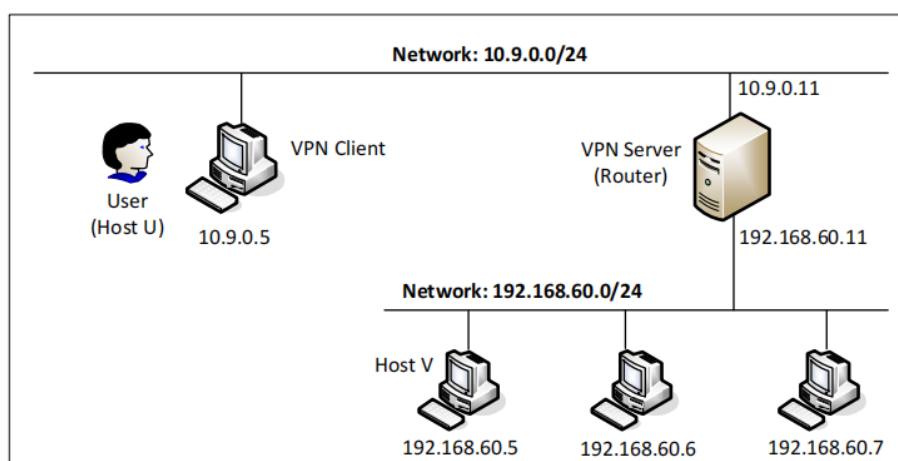 Network: 10.9.0.0/24
10.9.0.11
VPN Client
VPN Server
(Router)
User
(Host U)
10.9.0.5
192.168.60.11
Network: 192.168.60.0/24
Host V
192.168.60.5
192.168.60.6
192.168.60.7